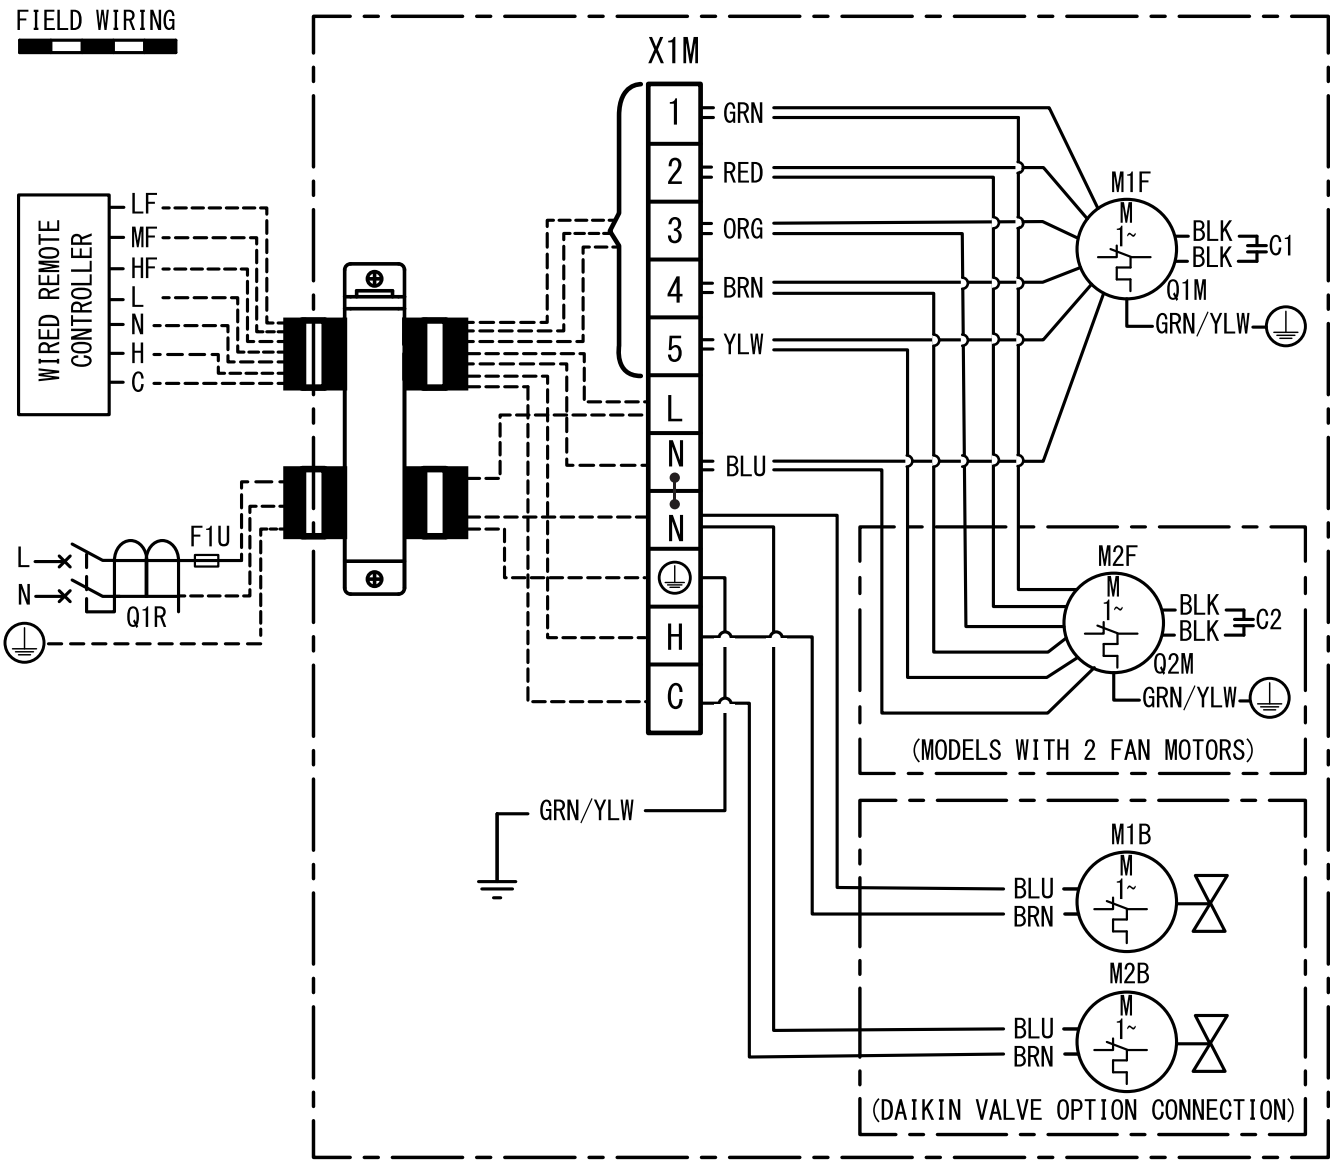 FIELD WIRING
X1M
1
GRN
2
RED
3
ORG
4
BRN
5
YLW
L
N
BLU
N
H
C
WIRED REMOTE
CONTROLLER
LF
MF
HF
L
N
H
C
M1F
M
1~
BLK
BLK
C1
Q1M
GRN/YLW
F1U
L
N
Q1R
M2F
M
1~
BLK
BLK
C2
Q2M
GRN/YLW
(MODELS WITH 2 FAN MOTORS)
GRN/YLW
M1B
M
1~
BLU
BRN
M2B
M
1~
BLU
BRN
(DAIKIN VALVE OPTION CONNECTION)